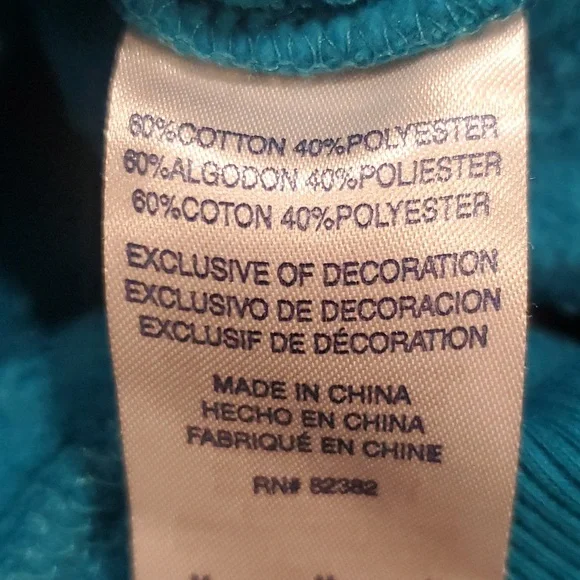 60%COTTON 40%POLYESTER
60%ALGODON 40%POLIESTER
60%COTON 40%POLYESTER
EXCLUSIVE OF DECORATION
EXCLUSIVO DE DECORACION
EXCLUSIF DE DÉCORATION
MADE IN CHINA
HECHO EN CHINA
FABRIQUÉ EN CHINE
RN# 82382